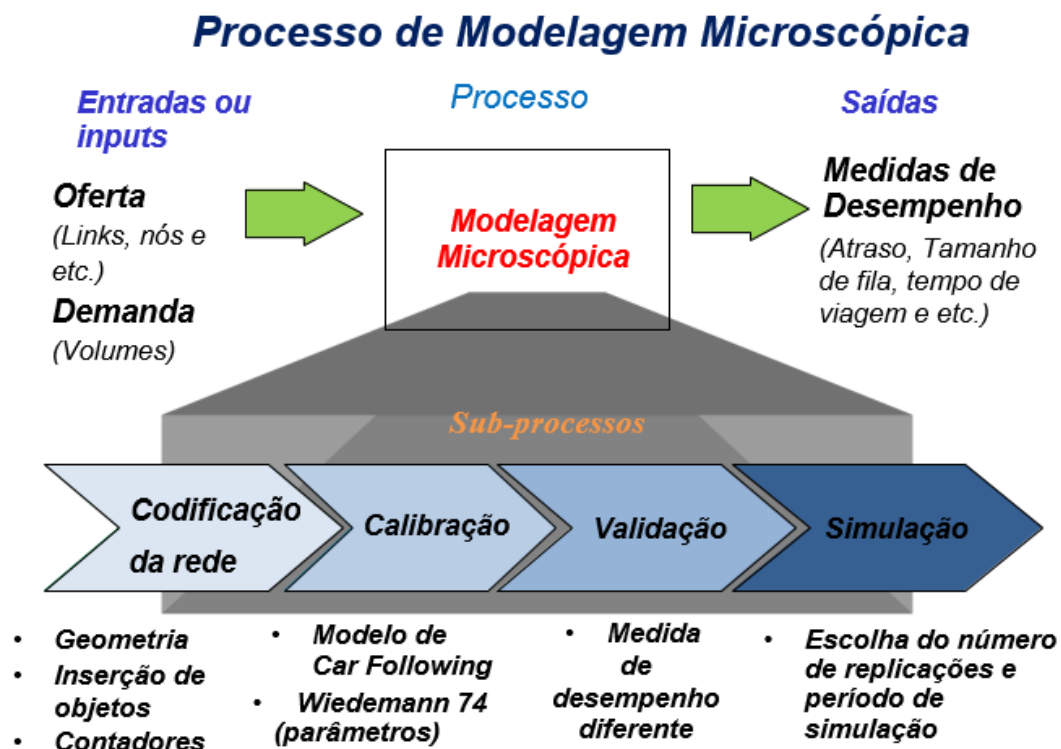 Processo de Modelagem Microscópica
Entradas ou
inputs
Processo
Saídas
Oferta
(Links, nós e
etc.)
Demanda
(Volumes)
Modelagem
Microscópica
Medidas de
Desempenho
(Atraso, Tamanho
de fila, tempo de
viagem e etc.)
Sub-processos
Codificação
da rede
Calibração
Validação
Simulação
• Geometria
• Inserção de
objetos
• Contadores
• Modelo de
Car Following
• Wiedemann 74
(parâmetros)
• Medida
de
desempenho
diferente
• Escolha do número
de replicações e
período de
simulação